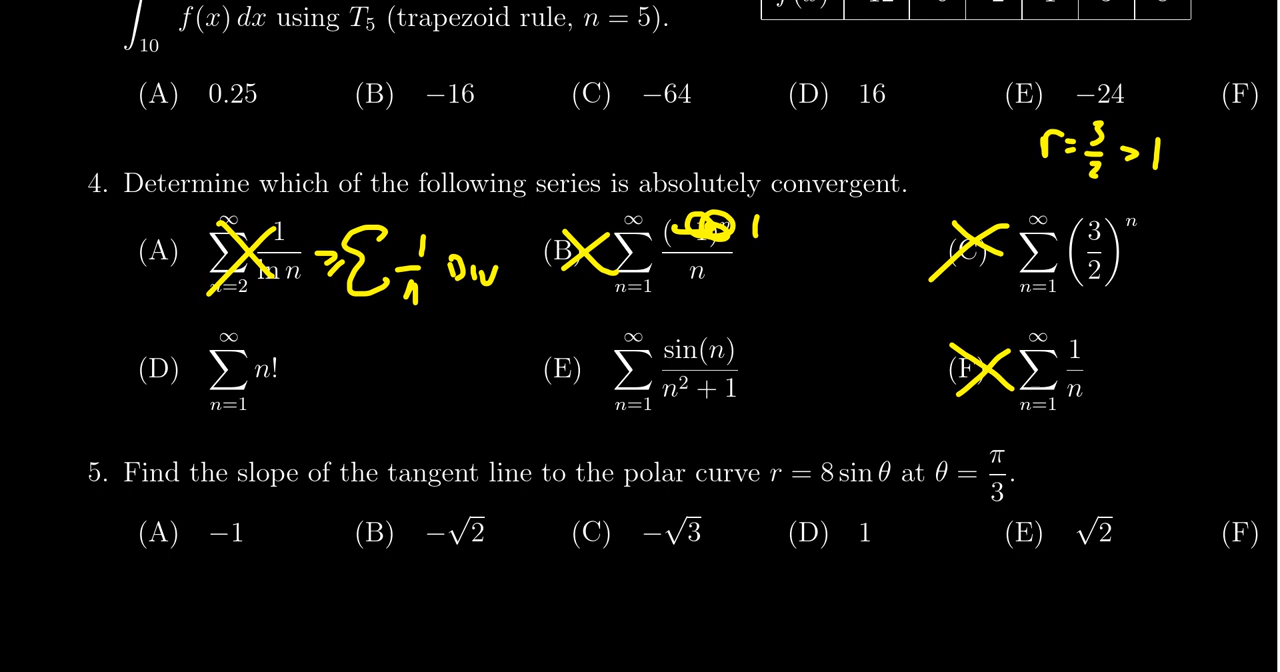 ∫₁₀ f(x) dx using T₅ (trapezoid rule, n = 5).
(A) 0.25 (B) −16 (C) −64 (D) 16 (E) −24 (F)
r = 3/2 > 1
4. Determine which of the following series is absolutely convergent.
(A) ∑_{n=2}^{∞} 1/ln n ≥ ∑ 1/n Div (B) ∑_{n=1}^{∞} 1/n (C) ∑_{n=1}^{∞} (3/2)^n
(D) ∑_{n=1}^{∞} n! (E) ∑_{n=1}^{∞} sin(n)/(n² + 1) (F) ∑_{n=1}^{∞} 1/n
5. Find the slope of the tangent line to the polar curve r = 8 sin θ at θ = π/3.
(A) −1 (B) −√2 (C) −√3 (D) 1 (E) √2 (F)